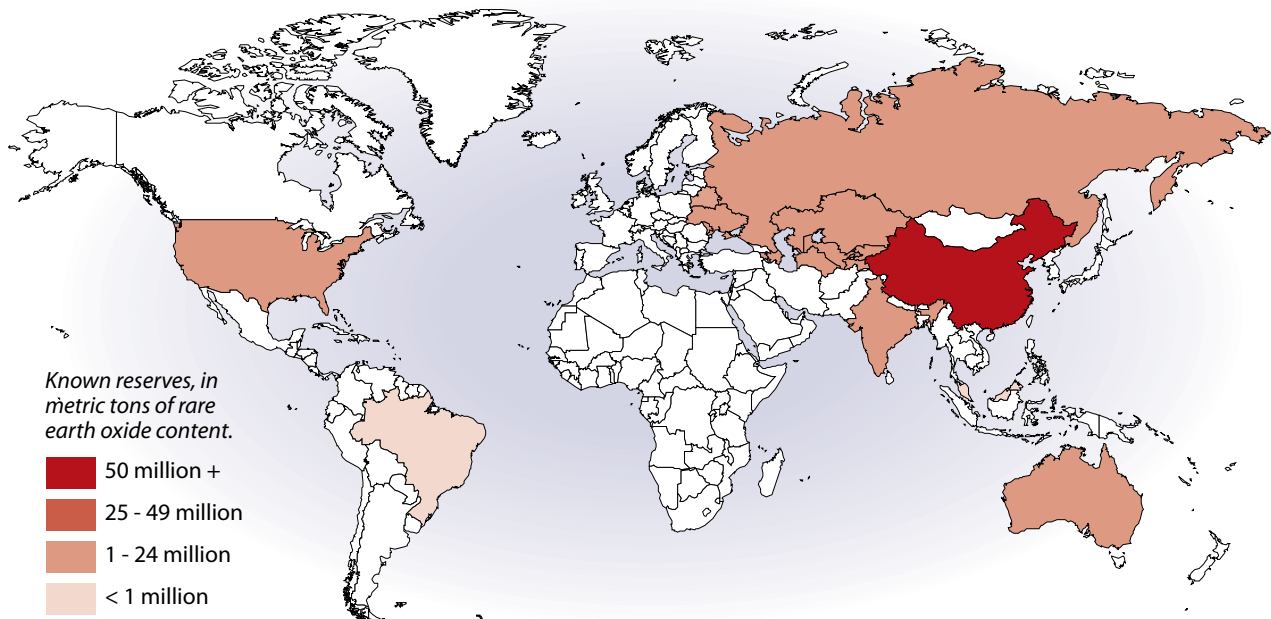 Known reserves, in
metric tons of rare
earth oxide content.
50 million +
25 - 49 million
1 - 24 million
< 1 million